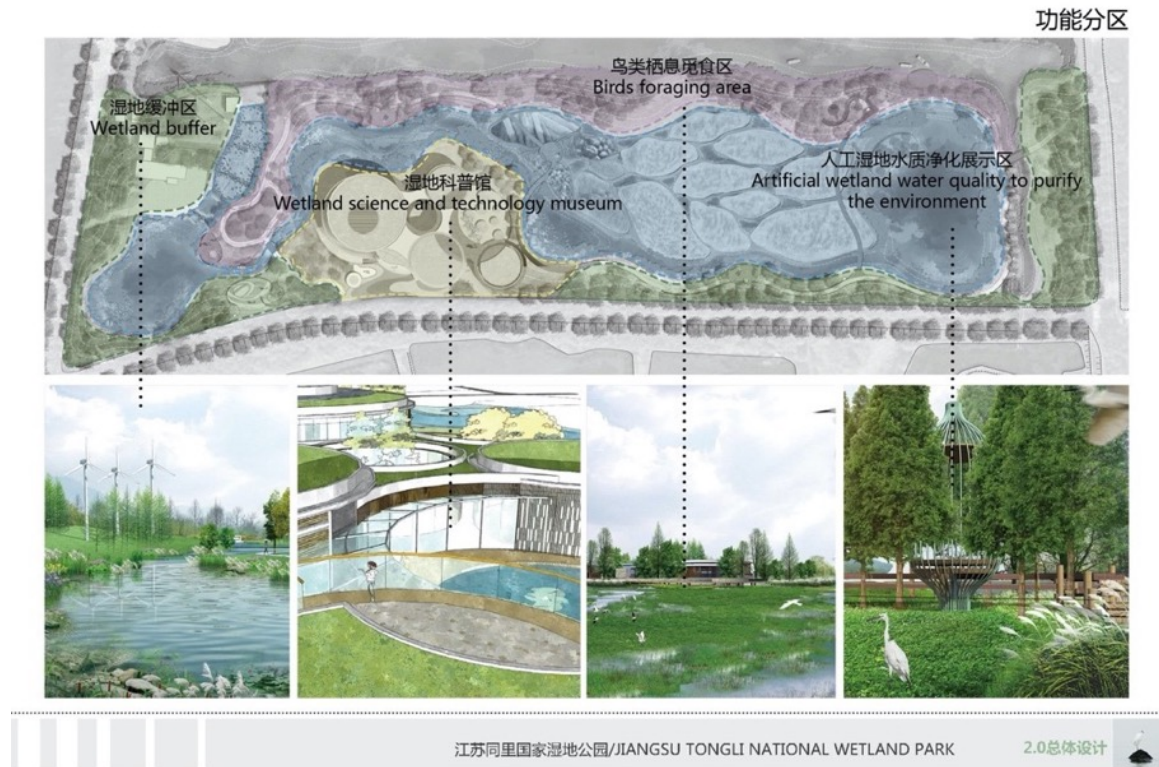 功能分区
鸟类栖息觅食区
Birds foraging area
湿地缓冲区
Wetland buffer
人工湿地水质净化展示区
Artificial wetland water quality to purify
the environment
湿地科普馆
Wetland science and technology museum
江苏同里国家湿地公园/JIANGSU TONGLI NATIONAL WETLAND PARK
2.0总体设计